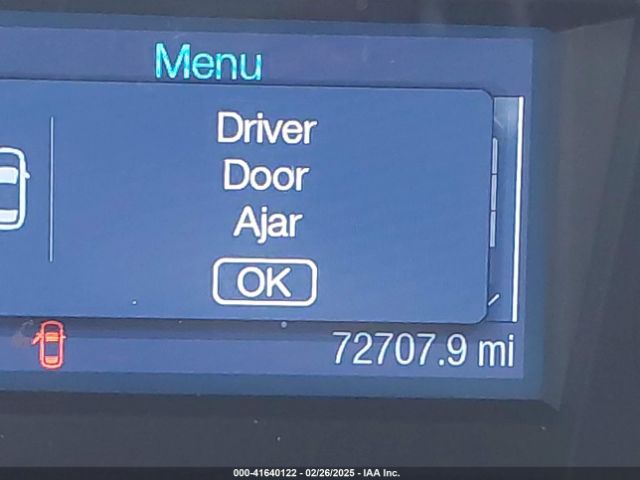 Menu
Driver
Door
Ajar
OK
72707.9 mi
000-41640122 - 02/26/2025 - IAA Inc.